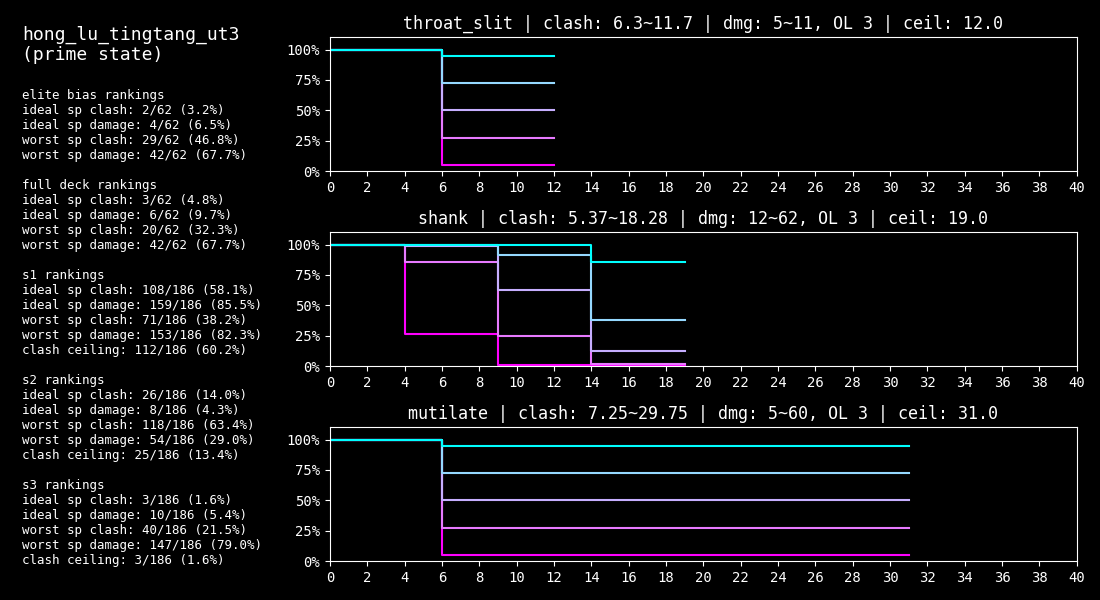 hong_lu_tingtang_ut3
(prime state)
elite bias rankings
ideal sp clash: 2/62 (3.2%)
ideal sp damage: 4/62 (6.5%)
worst sp clash: 29/62 (46.8%)
worst sp damage: 42/62 (67.7%)
full deck rankings
ideal sp clash: 3/62 (4.8%)
ideal sp damage: 6/62 (9.7%)
worst sp clash: 20/62 (32.3%)
worst sp damage: 42/62 (67.7%)
s1 rankings
ideal sp clash: 108/186 (58.1%)
ideal sp damage: 159/186 (85.5%)
worst sp clash: 71/186 (38.2%)
worst sp damage: 153/186 (82.3%)
clash ceiling: 112/186 (60.2%)
s2 rankings
ideal sp clash: 26/186 (14.0%)
ideal sp damage: 8/186 (4.3%)
worst sp clash: 118/186 (63.4%)
worst sp damage: 54/186 (29.0%)
clash ceiling: 25/186 (13.4%)
s3 rankings
ideal sp clash: 3/186 (1.6%)
ideal sp damage: 10/186 (5.4%)
worst sp clash: 40/186 (21.5%)
worst sp damage: 147/186 (79.0%)
clash ceiling: 3/186 (1.6%)
throat_slit | clash: 6.3~11.7 | dmg: 5~11, OL 3 | ceil: 12.0
100%
75%
50%
25%
0%
0 2 4 6 8 10 12 14 16 18 20 22 24 26 28 30 32 34 36 38 40
shank | clash: 5.37~18.28 | dmg: 12~62, OL 3 | ceil: 19.0
100%
75%
50%
25%
0%
0 2 4 6 8 10 12 14 16 18 20 22 24 26 28 30 32 34 36 38 40
mutilate | clash: 7.25~29.75 | dmg: 5~60, OL 3 | ceil: 31.0
100%
75%
50%
25%
0%
0 2 4 6 8 10 12 14 16 18 20 22 24 26 28 30 32 34 36 38 40